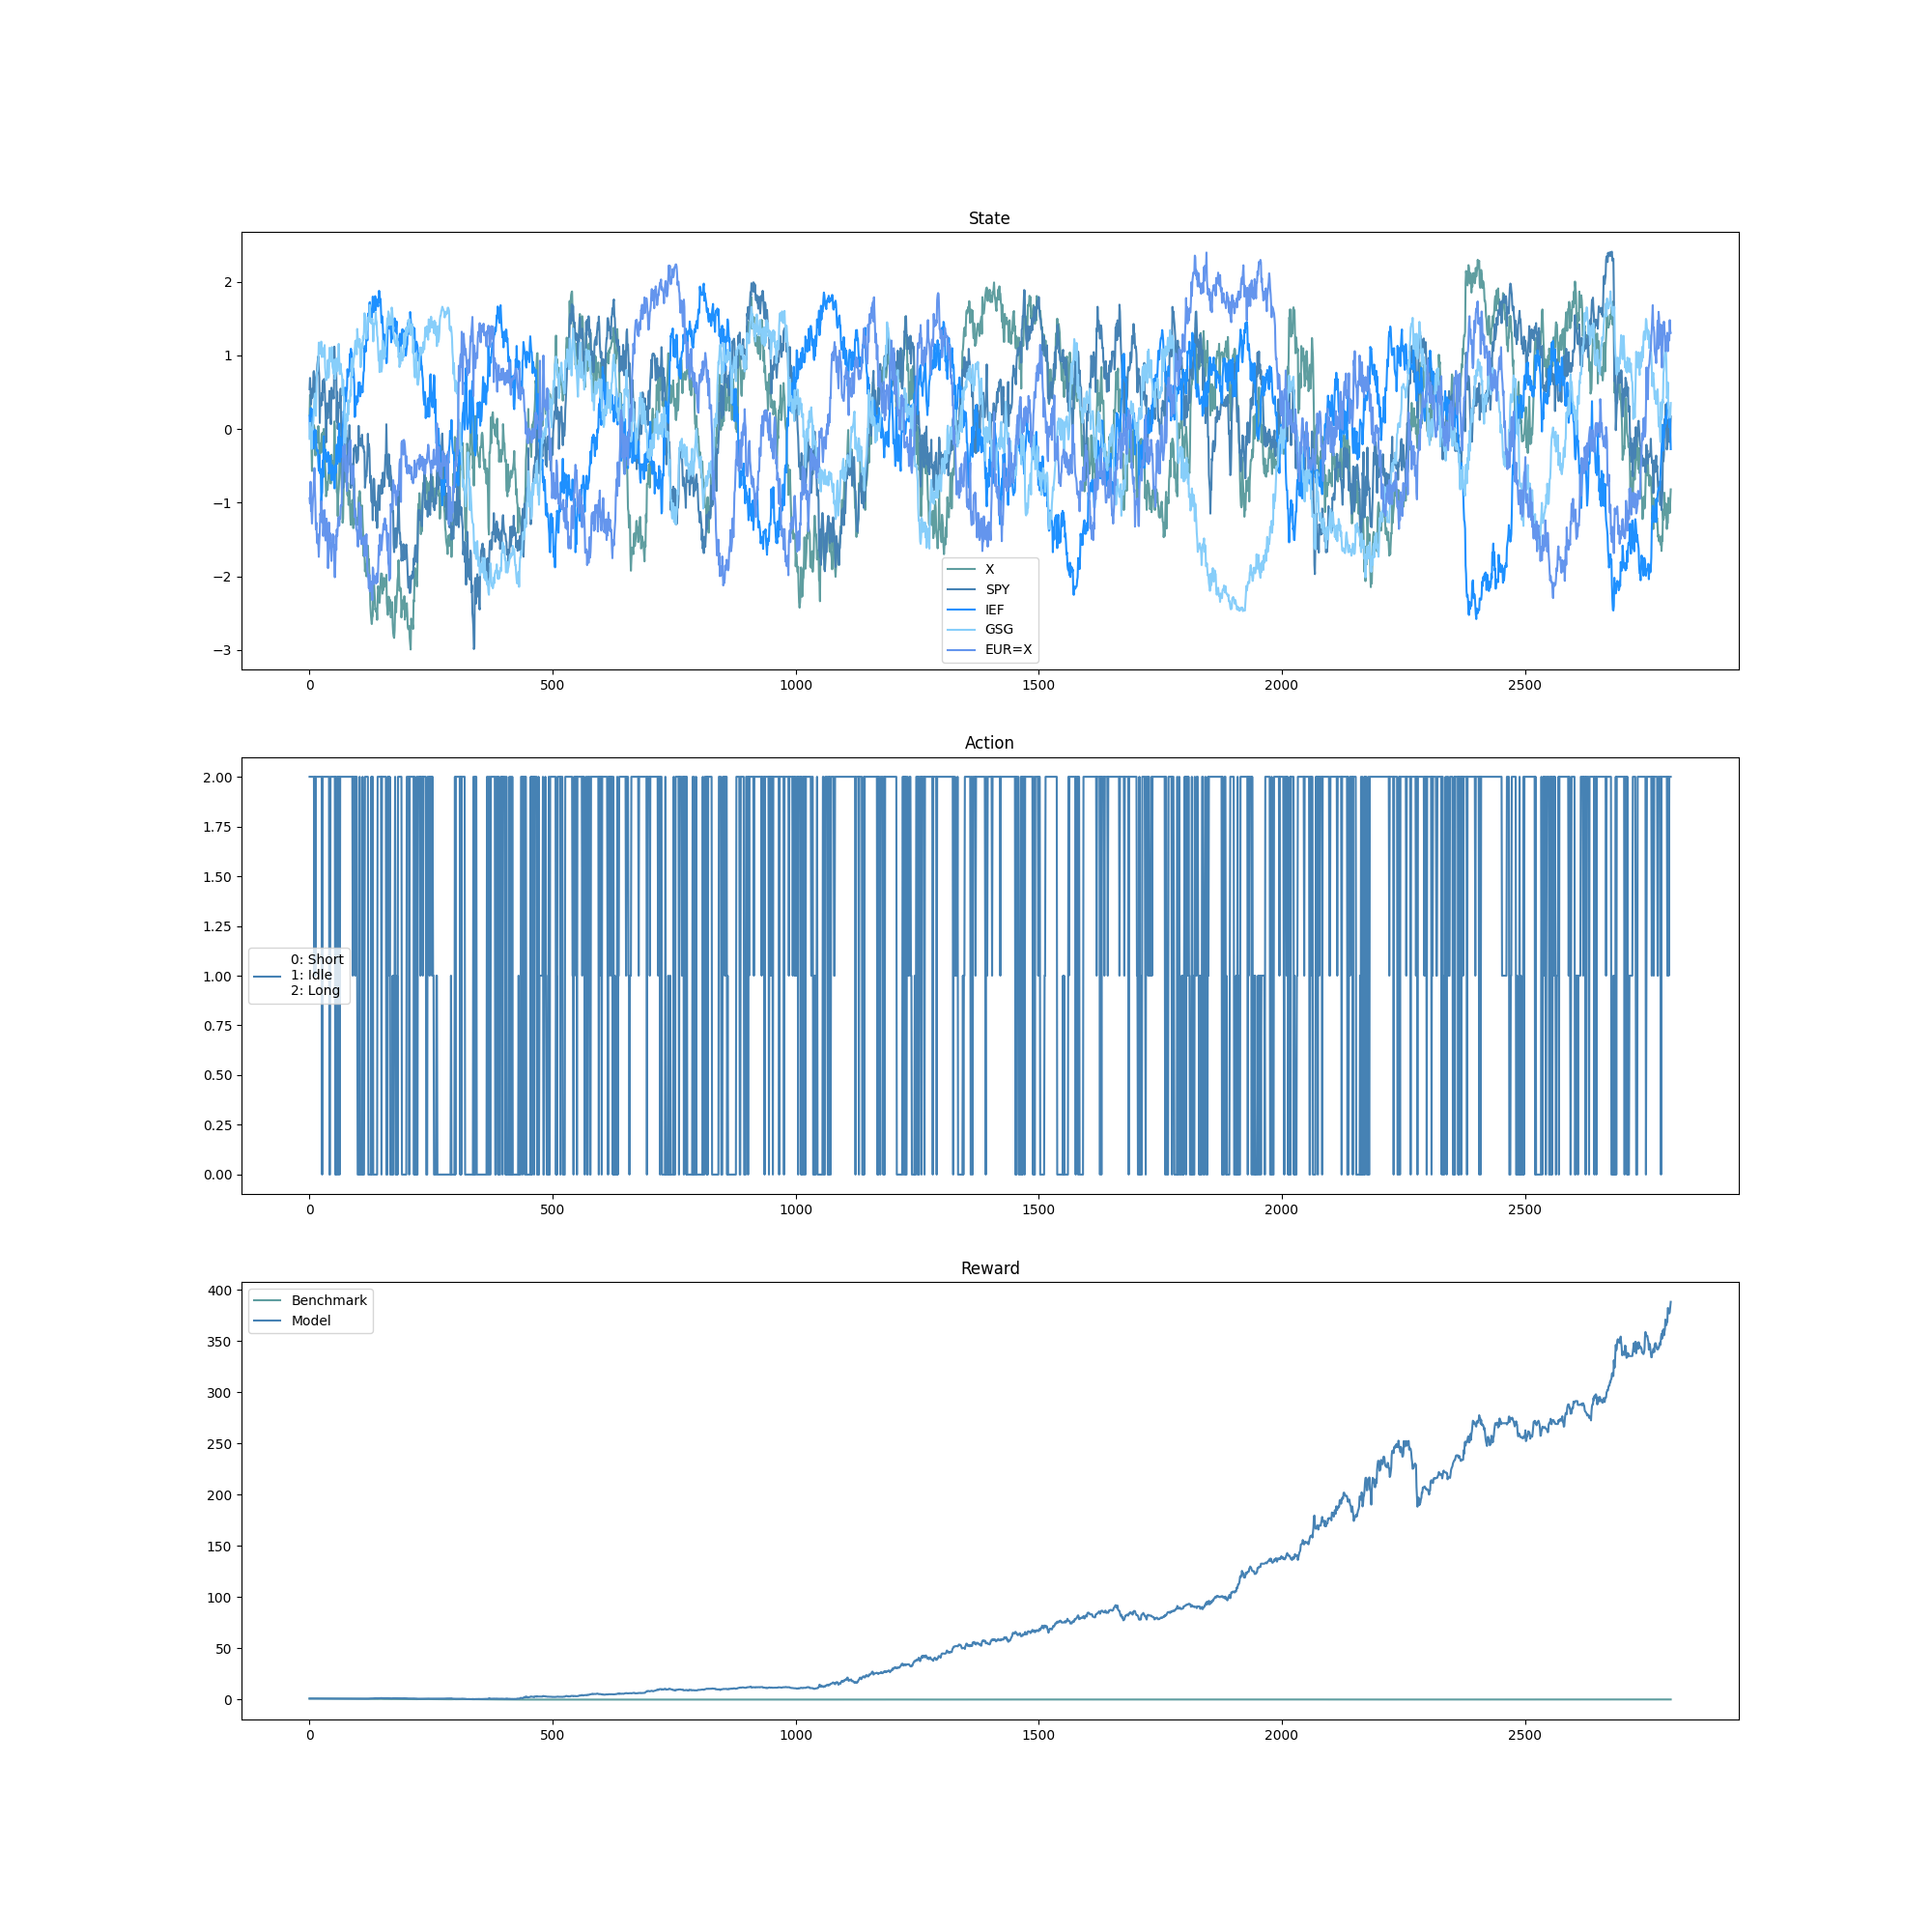 State
2
1
0
−1
−2
−3
X
SPY
IEF
GSG
EUR=X
0 500 1000 1500 2000 2500
Action
2.00
1.75
1.50
1.25
1.00
0.75
0.50
0.25
0.00
0: Short
1: Idle
2: Long
0 500 1000 1500 2000 2500
Reward
400
350
300
250
200
150
100
50
0
Benchmark
Model
0 500 1000 1500 2000 2500